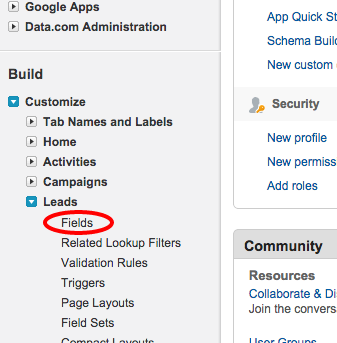 Google Apps
Data.com Administration
Build
Customize
Tab Names and Labels
Home
Activities
Campaigns
Leads
Fields
Related Lookup Filters
Validation Rules
Triggers
Page Layouts
Field Sets
Compact Layouts
App Quick St
Schema Build
New custom
Security
New profile
New permiss
Add roles
Community
Resources
Collaborate & Di
Join the convers
User Groups